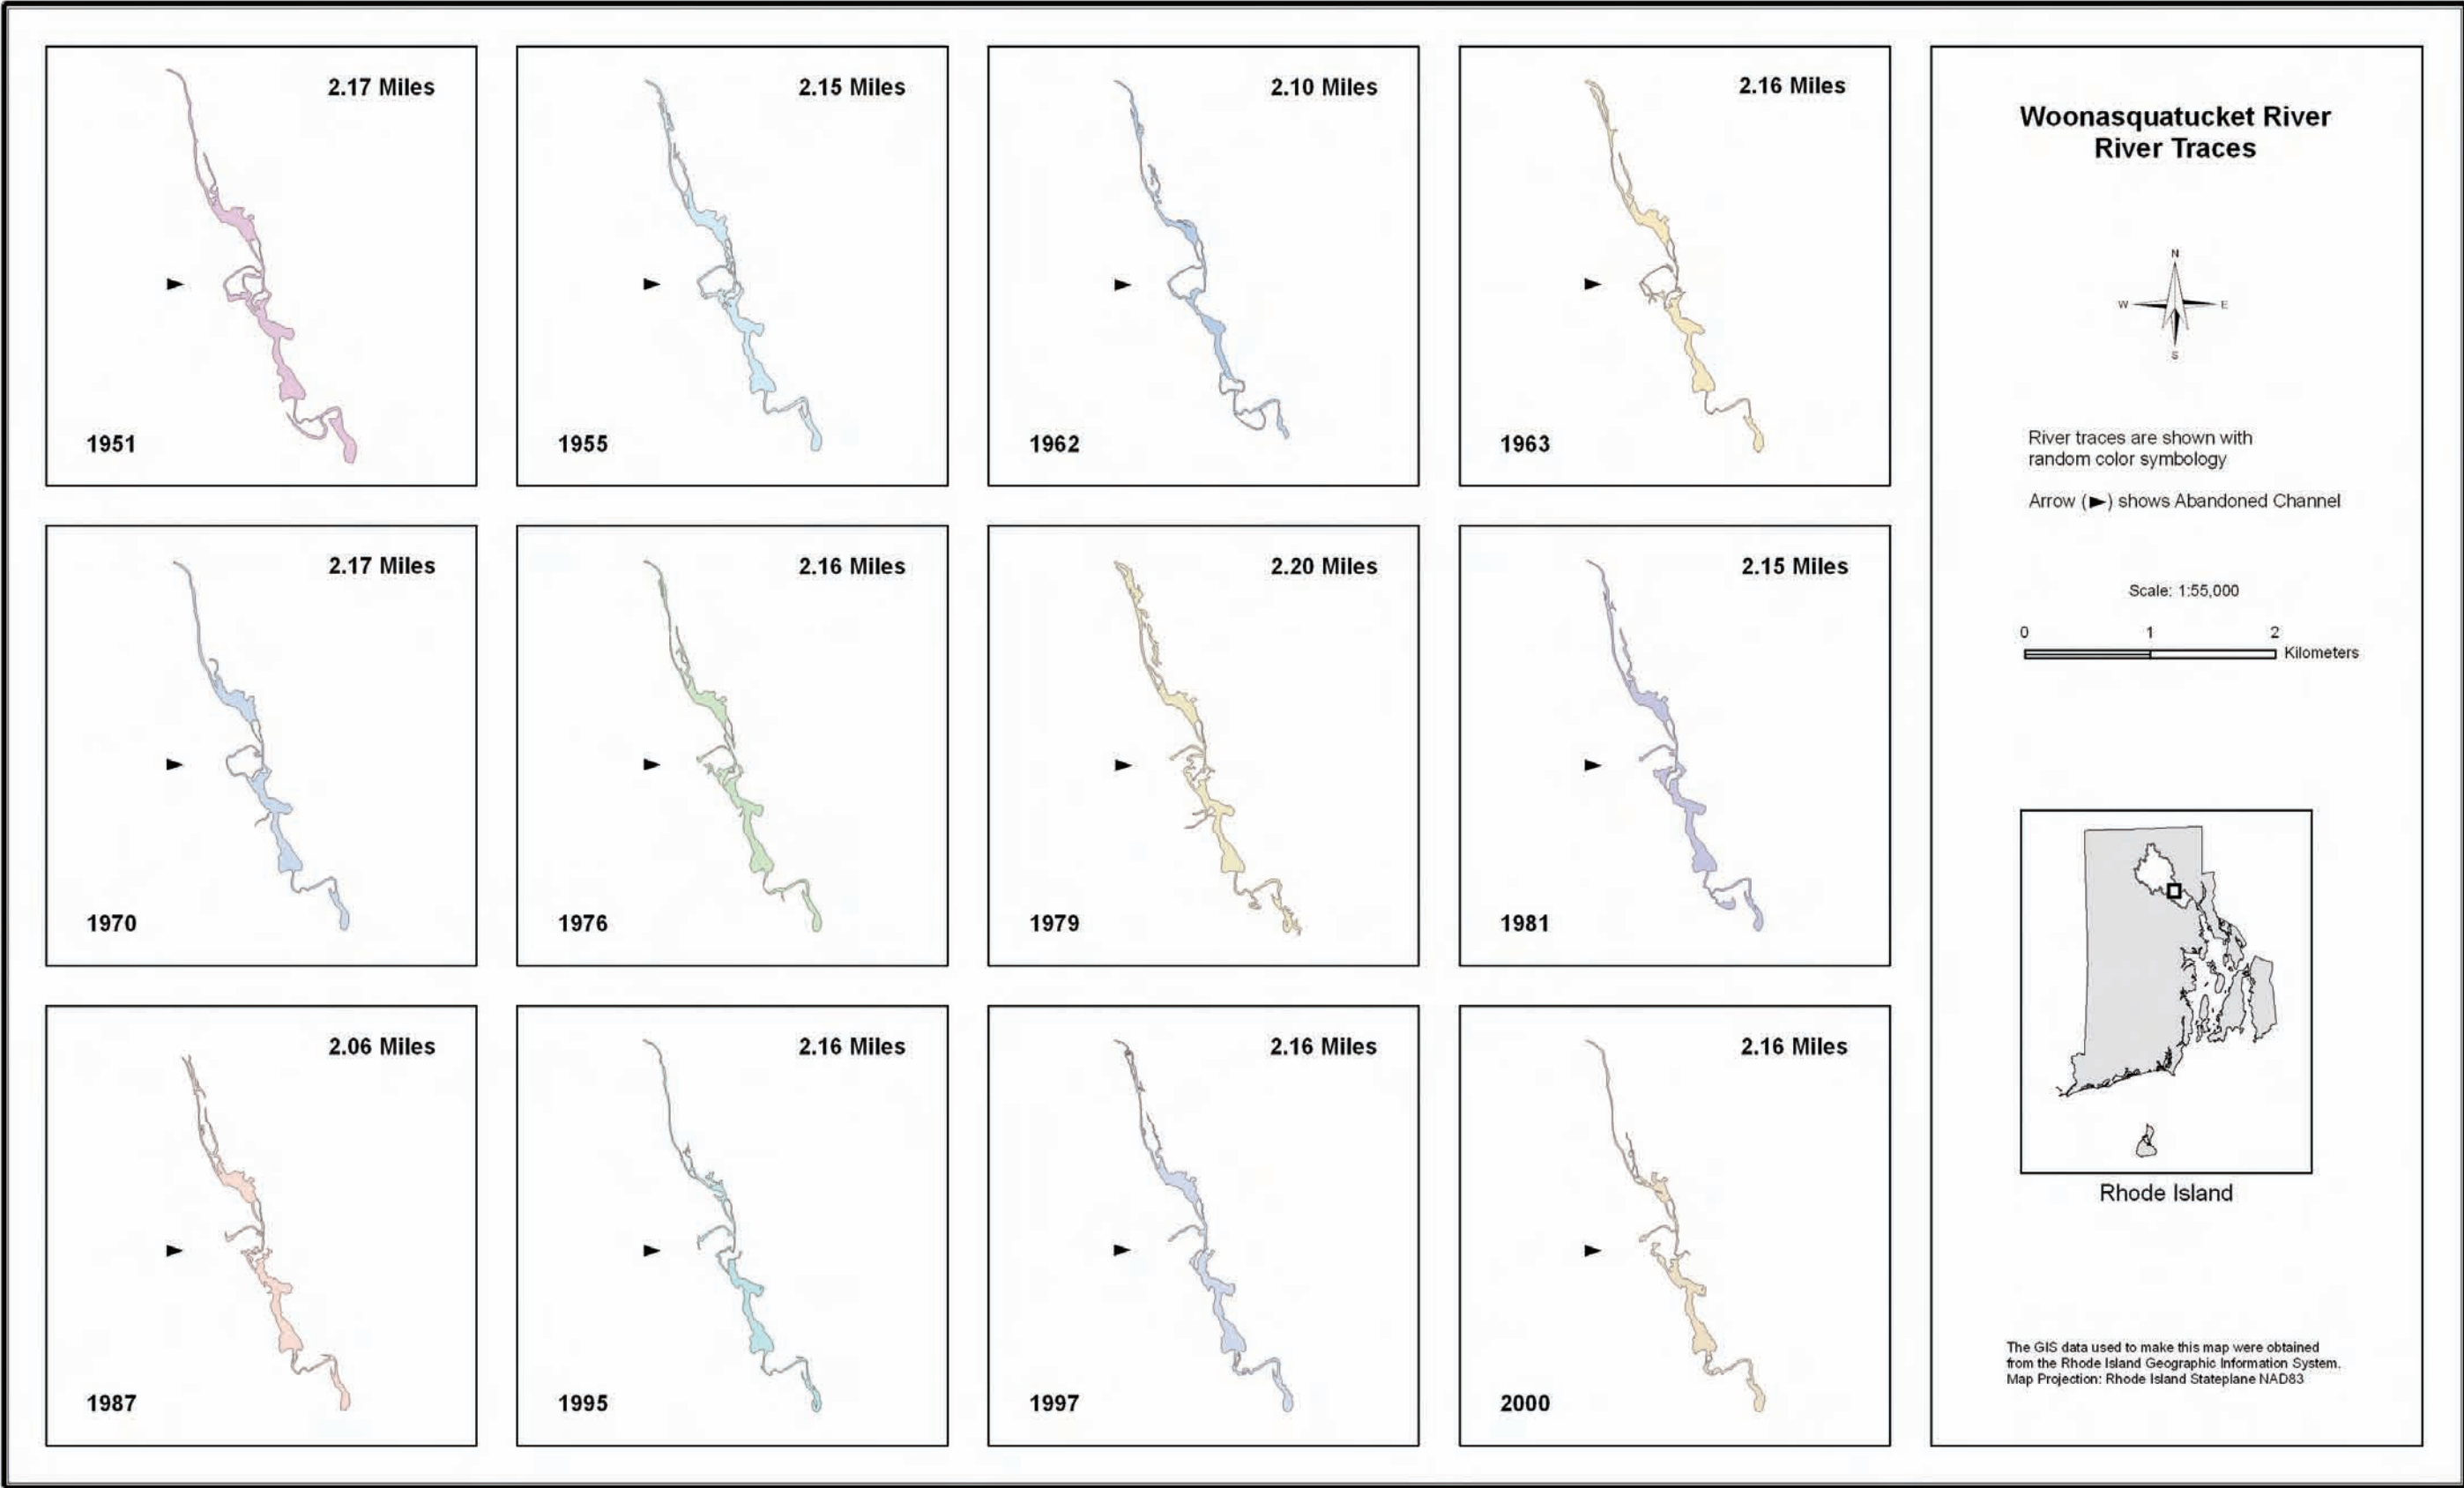 2.17 Miles
1951
2.15 Miles
1955
2.10 Miles
1962
2.16 Miles
1963
2.17 Miles
1970
2.16 Miles
1976
2.20 Miles
1979
2.15 Miles
1981
2.06 Miles
1987
2.16 Miles
1995
2.16 Miles
1997
2.16 Miles
2000
Woonasquatucket River
River Traces
N
W E
S
River traces are shown with
random color symbology
Arrow (►) shows Abandoned Channel
Scale: 1:55,000
0 1 2
Kilometers
Rhode Island
The GIS data used to make this map were obtained
from the Rhode Island Geographic Information System.
Map Projection: Rhode Island Stateplane NAD83